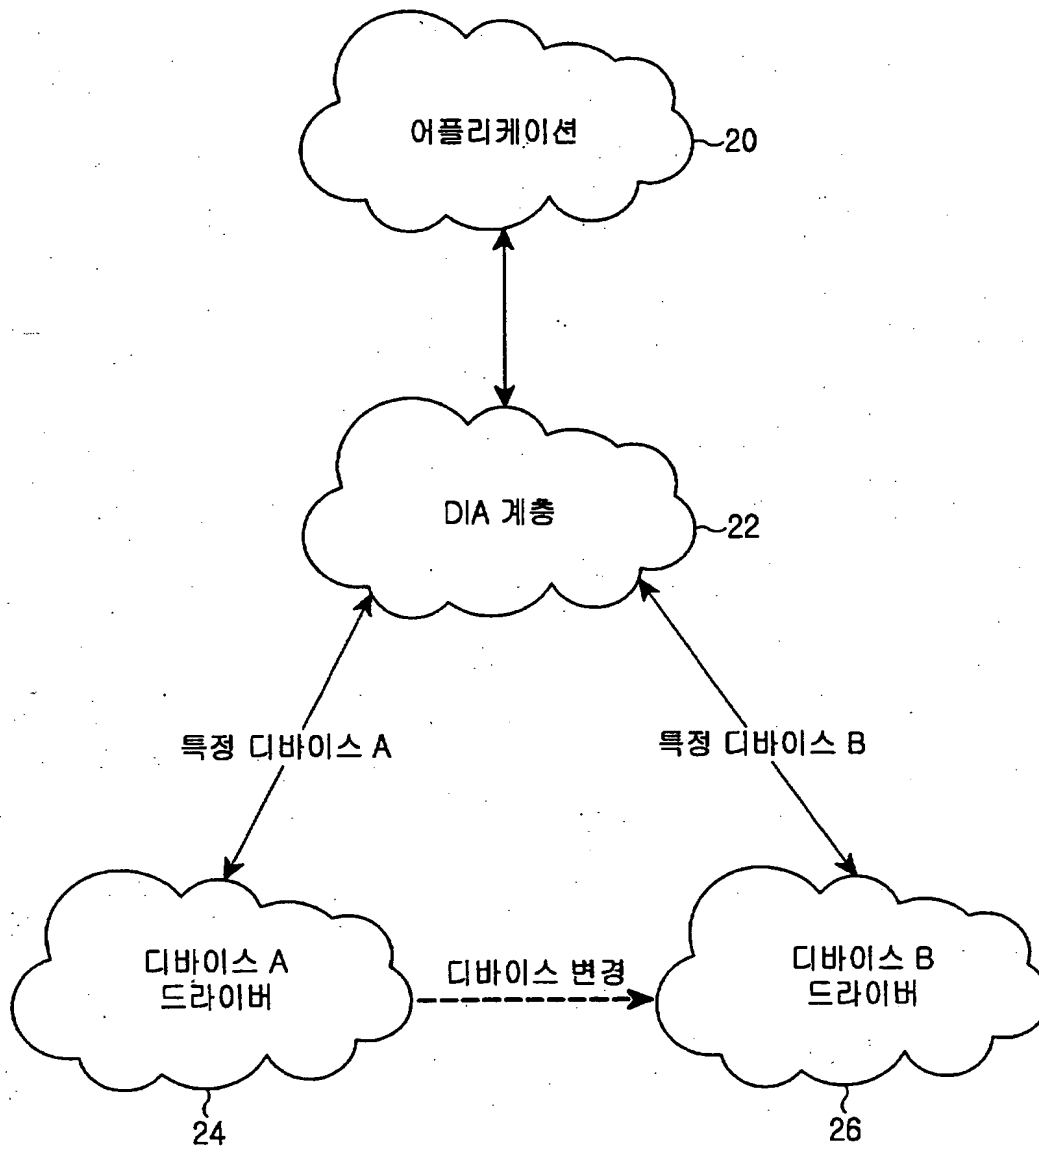 어플리케이션
20
DIA 계층
22
특정 디바이스 A
특정 디바이스 B
디바이스 A
드라이버
디바이스 변경
디바이스 B
드라이버
24
26